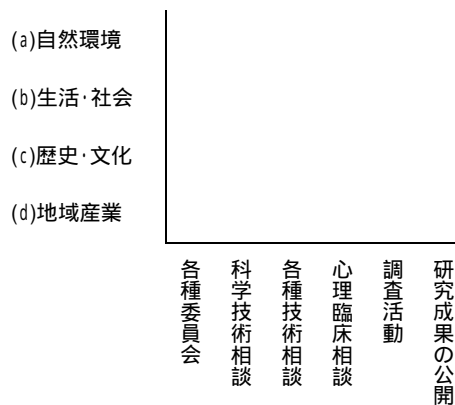 (a)自然環境
(b)生活·社会
(c)歴史·文化
(d)地域産業
各種委員会
科学技術相談
各種技術相談
心理臨床相談
調査活動
研究成果の公開